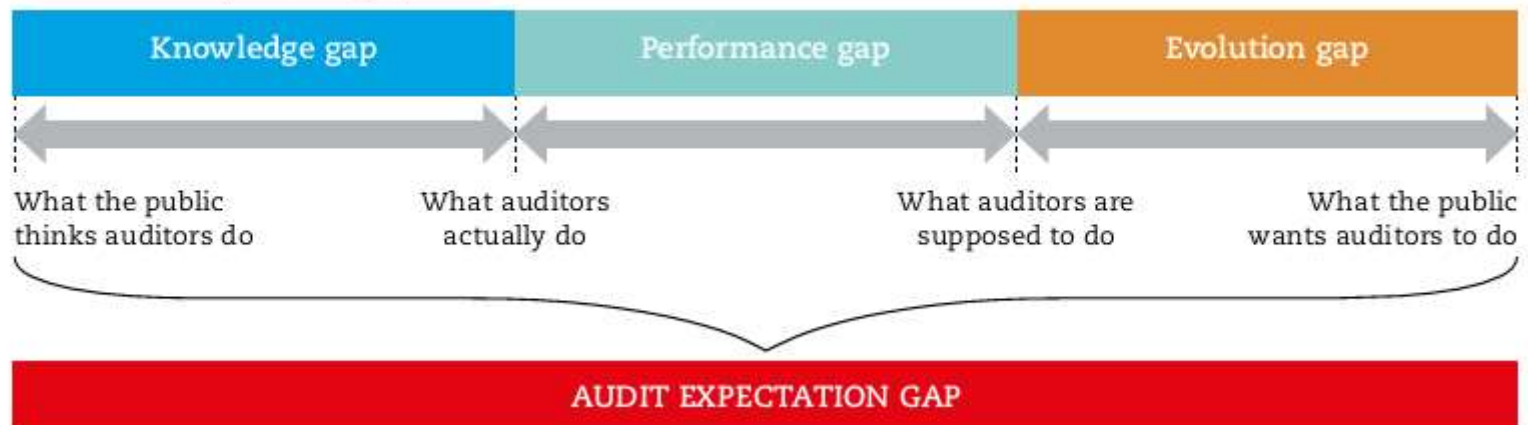 Knowledge gap
Performance gap
Evolution gap
What the public
thinks auditors do
What auditors
actually do
What auditors are
supposed to do
What the public
wants auditors to do
AUDIT EXPECTATION GAP